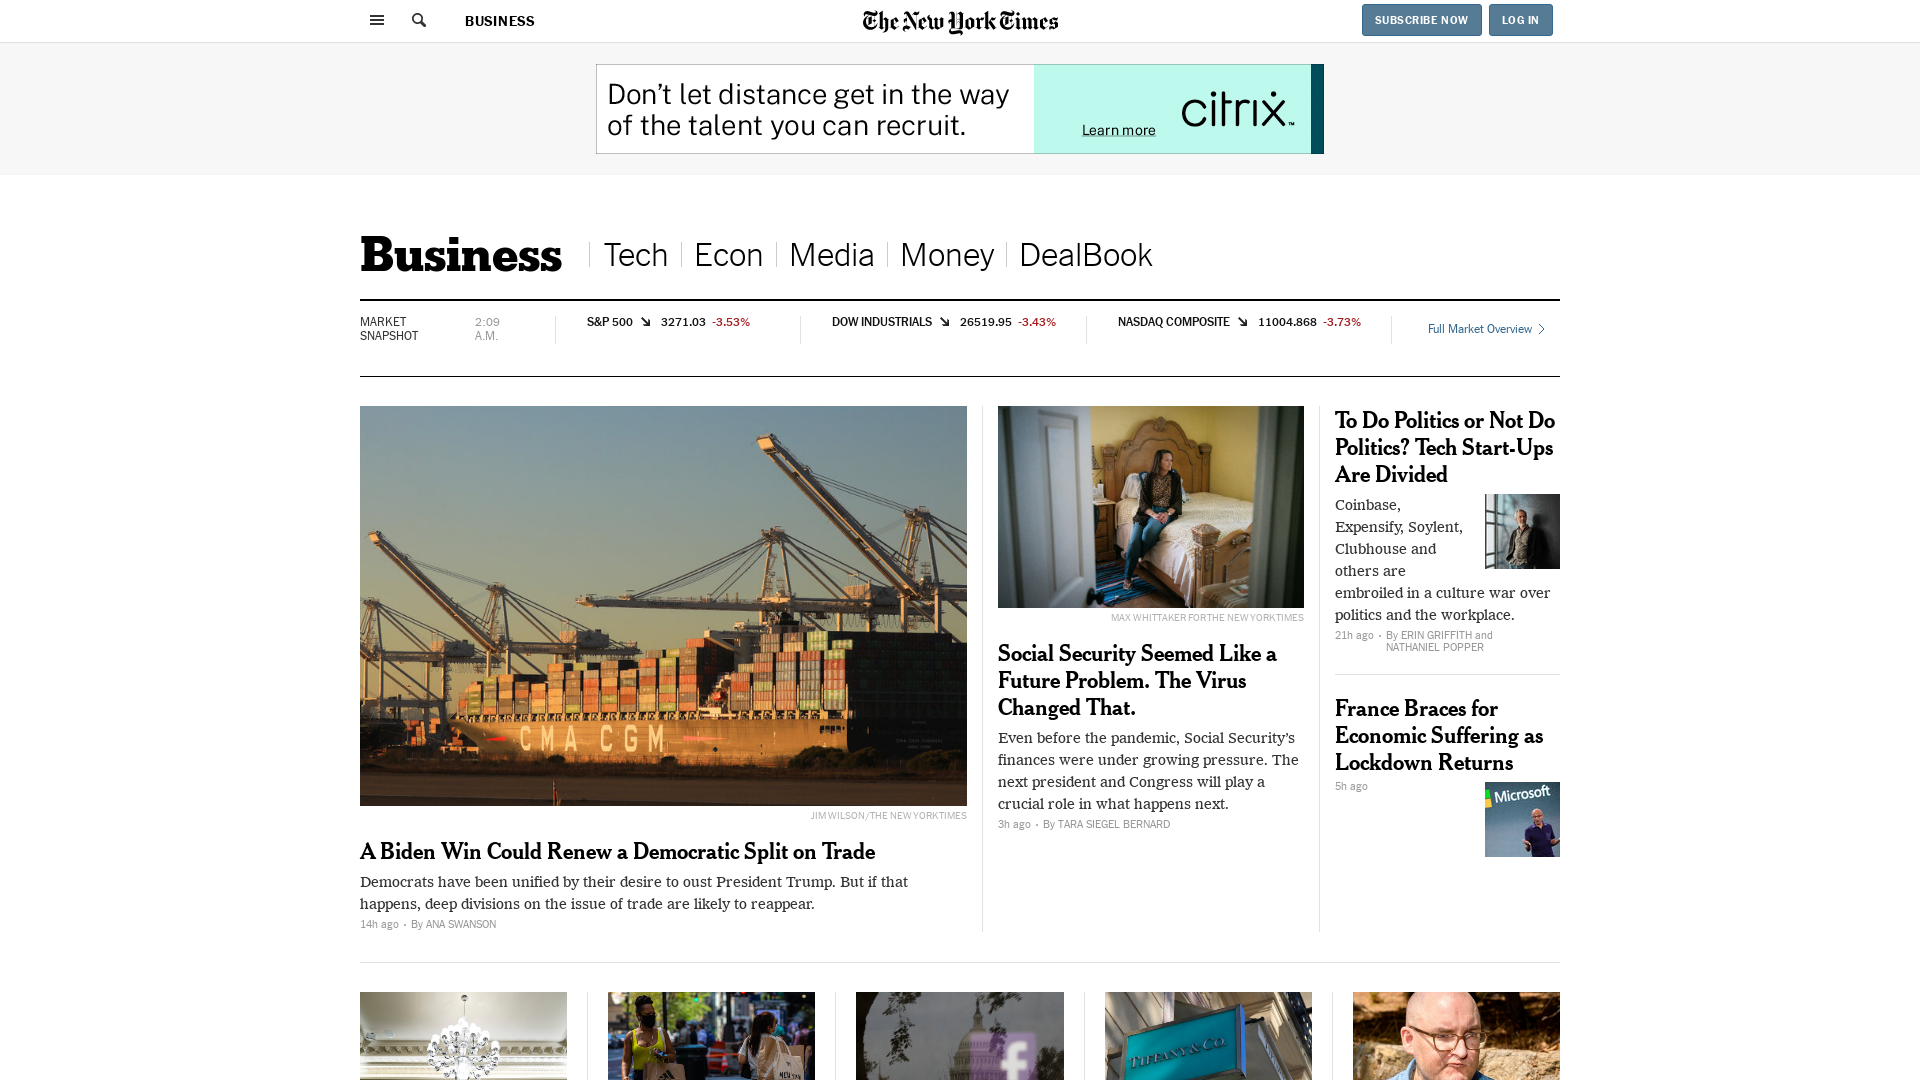 BUSINESS
The New York Times
SUBSCRIBE NOW
LOG IN
Don't let distance get in the way
of the talent you can recruit.
Learn more
citrix™
Business
Tech
Econ
Media
Money
DealBook
MARKET
SNAPSHOT
2:09
A.M.
S&P 500 3271.03 -3.53%
DOW INDUSTRIALS 26519.95 -3.43%
NASDAQ COMPOSITE 11004.868 -3.73%
Full Market Overview
CMA CGM
JIM WILSON/THE NEW YORK TIMES
A Biden Win Could Renew a Democratic Split on Trade
Democrats have been unified by their desire to oust President Trump. But if that
happens, deep divisions on the issue of trade are likely to reappear.
14h ago • By ANA SWANSON
MAX WHITTAKER FOR THE NEW YORK TIMES
Social Security Seemed Like a
Future Problem. The Virus
Changed That.
Even before the pandemic, Social Security's
finances were under growing pressure. The
next president and Congress will play a
crucial role in what happens next.
3h ago • By TARA SIEGEL BERNARD
To Do Politics or Not Do
Politics? Tech Start-Ups
Are Divided
Coinbase,
Expensify, Soylent,
Clubhouse and
others are
embroiled in a culture war over
politics and the workplace.
21h ago • By ERIN GRIFFITH and
NATHANIEL POPPER
France Braces for
Economic Suffering as
Lockdown Returns
5h ago
Microsoft
f
TIFFANY & CO.